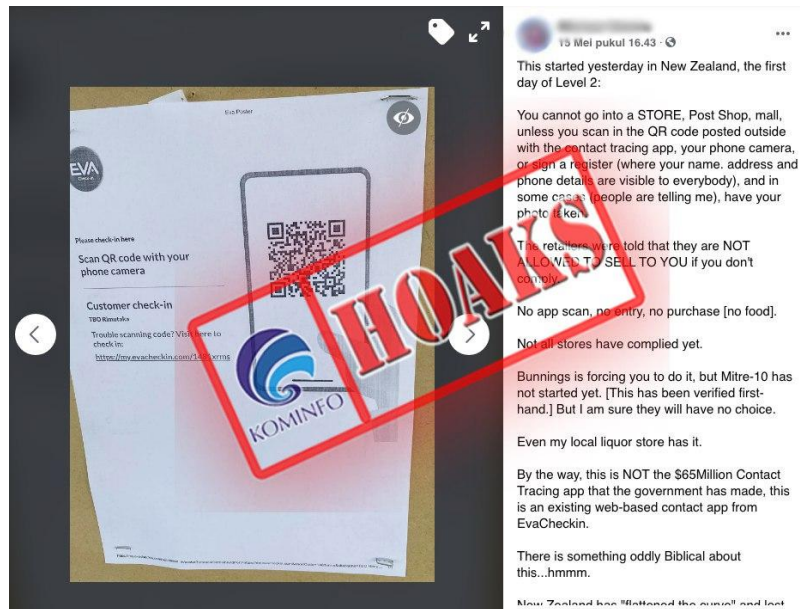 Eva Poster
EVA
Check-in
Please check-in here
Scan QR code with your
phone camera
Customer check-in
TBO Rimutaka
Trouble scanning code? Visit here to
check in:
KOMINFO
HOAKS
15 Mei pukul 16.43 ·
This started yesterday in New Zealand, the first
day of Level 2:
You cannot go into a STORE, Post Shop, mall,
unless you scan in the QR code posted outside
with the contact tracing app, your phone camera,
or sign a register (where your name. address and
phone details are visible to everybody), and in
some cases (people are telling me), have your
photo taken.
The retailers were told that they are NOT
ALLOWED TO SELL TO YOU if you don't
comply.
No app scan, no entry, no purchase [no food].
Not all stores have complied yet.
Bunnings is forcing you to do it, but Mitre-10 has
not started yet. [This has been verified first-
hand.] But I am sure they will have no choice.
Even my local liquor store has it.
By the way, this is NOT the $65Million Contact
Tracing app that the government has made, this
is an existing web-based contact app from
EvaCheckin.
There is something oddly Biblical about
this...hmmm.
New Zealand has "flattened the curve" and lost